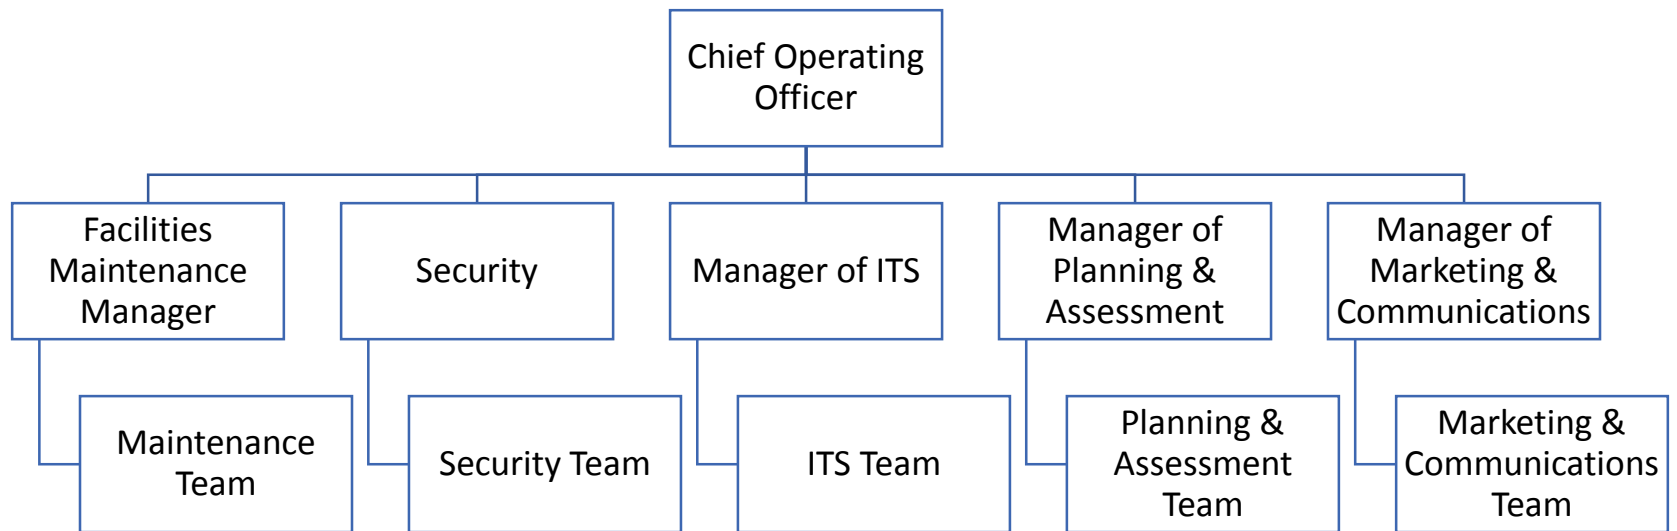 Chief Operating
Officer
Facilities
Maintenance
Manager
Security
Manager of ITS
Manager of
Planning &
Assessment
Manager of
Marketing &
Communications
Maintenance
Team
Security Team
ITS Team
Planning &
Assessment
Team
Marketing &
Communications
Team